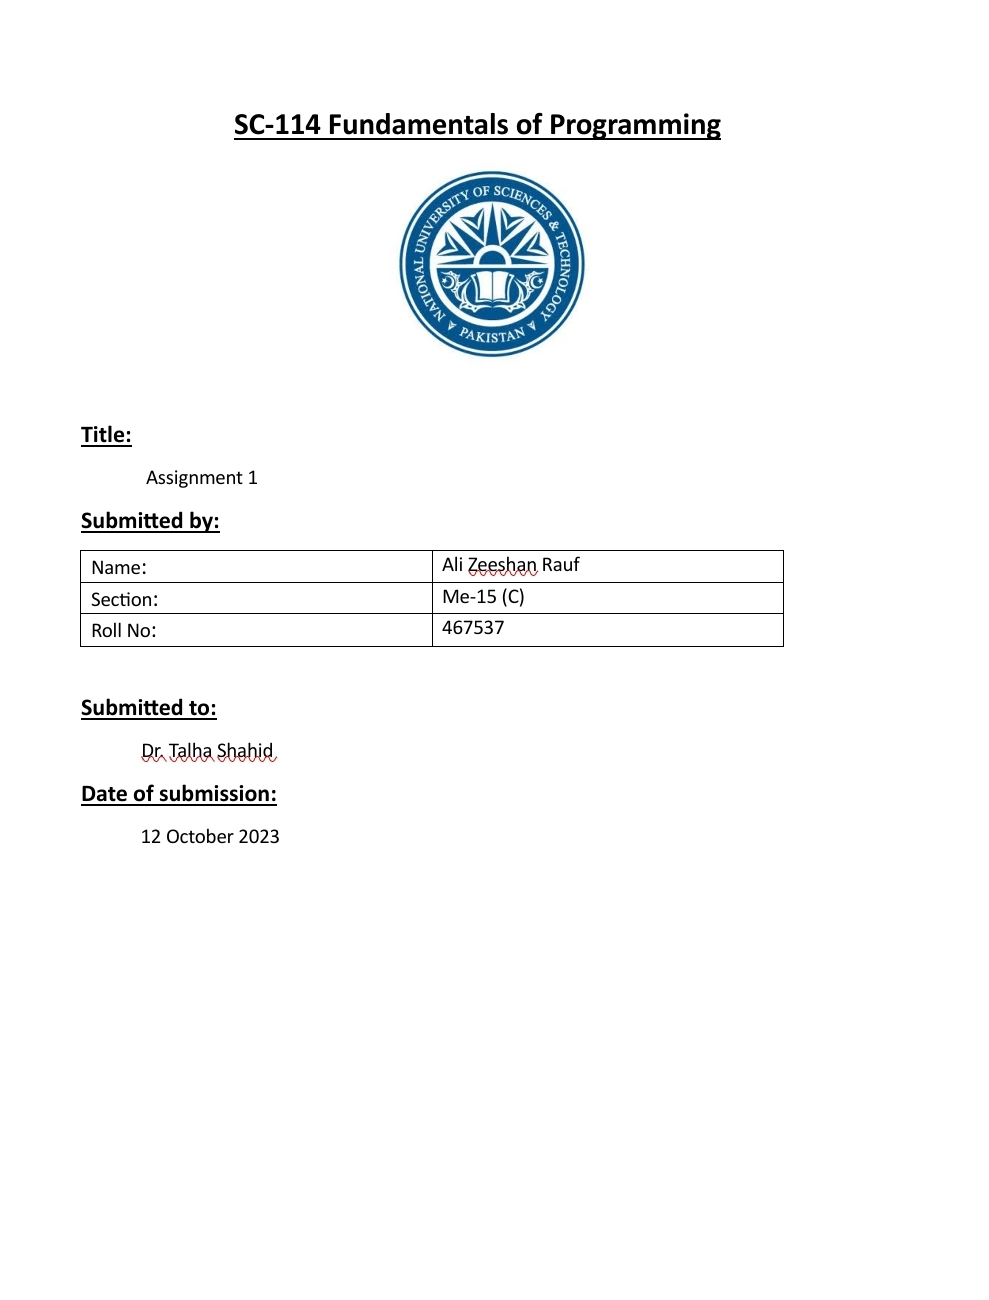 SC-114 Fundamentals of Programming
NATIONAL UNIVERSITY OF SCIENCES & TECHNOLOGY
PAKISTAN
Title:
Assignment 1
Submitted by:
Name: Ali Zeeshan Rauf
Section: Me-15 (C)
Roll No: 467537
Submitted to:
Dr. Talha Shahid
Date of submission:
12 October 2023